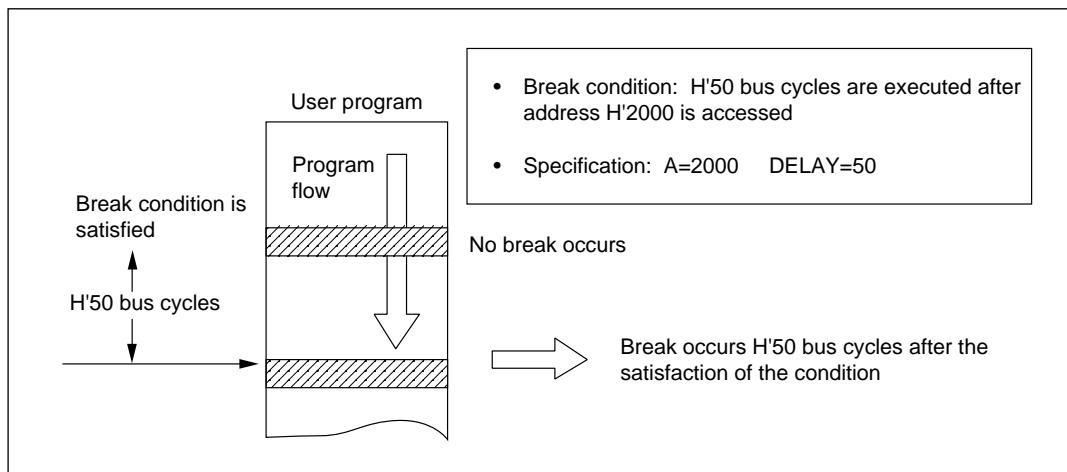 • Break condition: H'50 bus cycles are executed after
address H'2000 is accessed
• Specification: A=2000 DELAY=50
User program
Program
flow
Break condition is
satisfied
No break occurs
H'50 bus cycles
Break occurs H'50 bus cycles after the
satisfaction of the condition